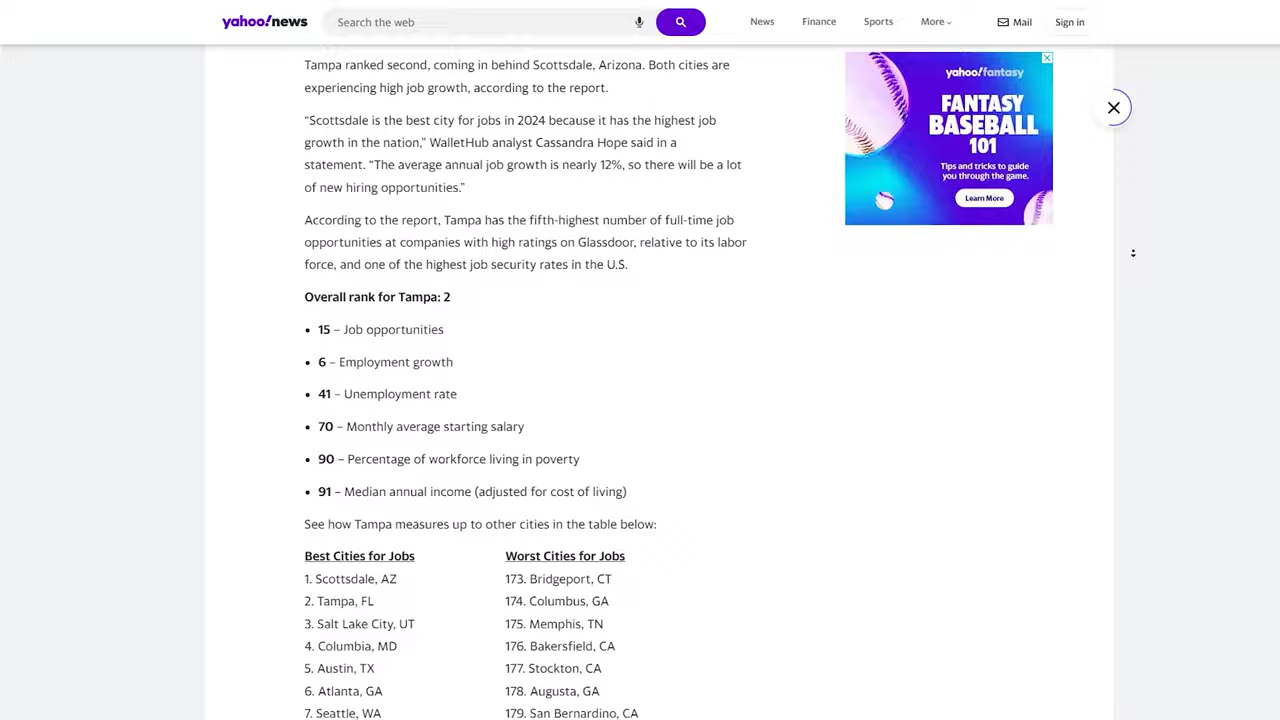 yahoo!news
Search the web
News
Finance
Sports
More
Mail
Sign in
Tampa ranked second, coming in behind Scottsdale, Arizona. Both cities are
experiencing high job growth, according to the report.
“Scottsdale is the best city for jobs in 2024 because it has the highest job
growth in the nation,” WalletHub analyst Cassandra Hope said in a
statement. “The average annual job growth is nearly 12%, so there will be a lot
of new hiring opportunities.”
According to the report, Tampa has the fifth-highest number of full-time job
opportunities at companies with high ratings on Glassdoor, relative to its labor
force, and one of the highest job security rates in the U.S.
Overall rank for Tampa: 2
• 15 – Job opportunities
• 6 – Employment growth
• 41 – Unemployment rate
• 70 – Monthly average starting salary
• 90 – Percentage of workforce living in poverty
• 91 – Median annual income (adjusted for cost of living)
See how Tampa measures up to other cities in the table below:
Best Cities for Jobs
1. Scottsdale, AZ
2. Tampa, FL
3. Salt Lake City, UT
4. Columbia, MD
5. Austin, TX
6. Atlanta, GA
7. Seattle, WA
Worst Cities for Jobs
173. Bridgeport, CT
174. Columbus, GA
175. Memphis, TN
176. Bakersfield, CA
177. Stockton, CA
178. Augusta, GA
179. San Bernardino, CA
yahoo!fantasy
FANTASY
BASEBALL
101
Tips and tricks to guide
you through the game.
Learn More